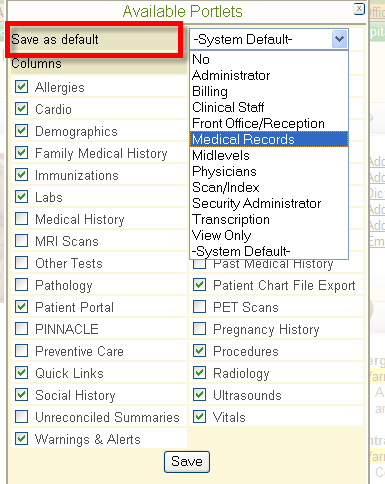 Available Portlets
Save as default
-System Default-
Columns
No
Administrator
Billing
Clinical Staff
Front Office/Reception
Medical Records
Midlevels
Physicians
Scan/Index
Security Administrator
Transcription
View Only
-System Default-
Allergies
Cardio
Demographics
Family Medical History
Immunizations
Labs
Medical History
MRI Scans
Other Tests
Past Medical History
Pathology
Patient Chart File Export
Patient Portal
PET Scans
PINNACLE
Pregnancy History
Preventive Care
Procedures
Quick Links
Radiology
Social History
Ultrasounds
Unreconciled Summaries
Vitals
Warnings & Alerts
Save